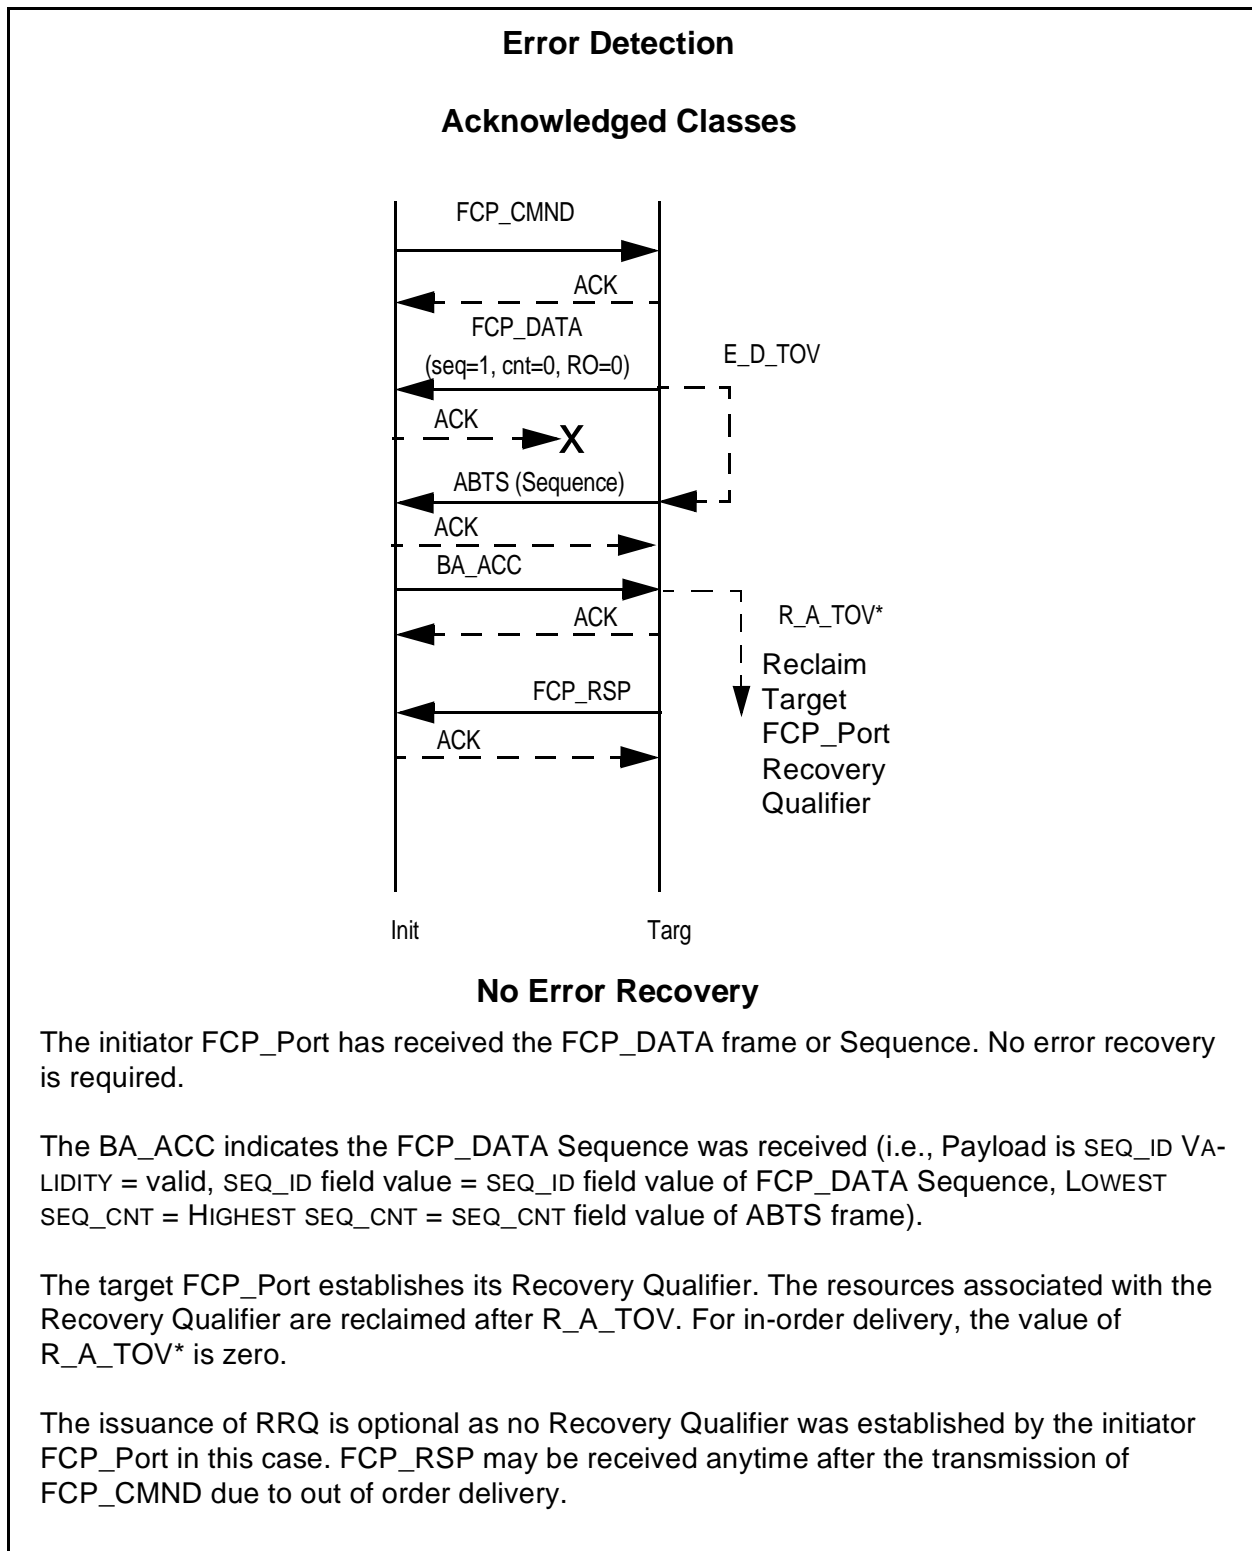 Error Detection
Acknowledged Classes
FCP_CMND
ACK
FCP_DATA
(seq=1, cnt=0, RO=0)
E_D_TOV
ACK
X
ABTS (Sequence)
ACK
BA_ACC
ACK
R_A_TOV*
Reclaim
Target
FCP_Port
Recovery
Qualifier
FCP_RSP
ACK
Init
Targ
No Error Recovery
The initiator FCP_Port has received the FCP_DATA frame or Sequence. No error recovery
is required.
The BA_ACC indicates the FCP_DATA Sequence was received (i.e., Payload is SEQ_ID VA-
LIDITY = valid, SEQ_ID field value = SEQ_ID field value of FCP_DATA Sequence, LOWEST
SEQ_CNT = HIGHEST SEQ_CNT = SEQ_CNT field value of ABTS frame).
The target FCP_Port establishes its Recovery Qualifier. The resources associated with the
Recovery Qualifier are reclaimed after R_A_TOV. For in-order delivery, the value of
R_A_TOV* is zero.
The issuance of RRQ is optional as no Recovery Qualifier was established by the initiator
FCP_Port in this case. FCP_RSP may be received anytime after the transmission of
FCP_CMND due to out of order delivery.